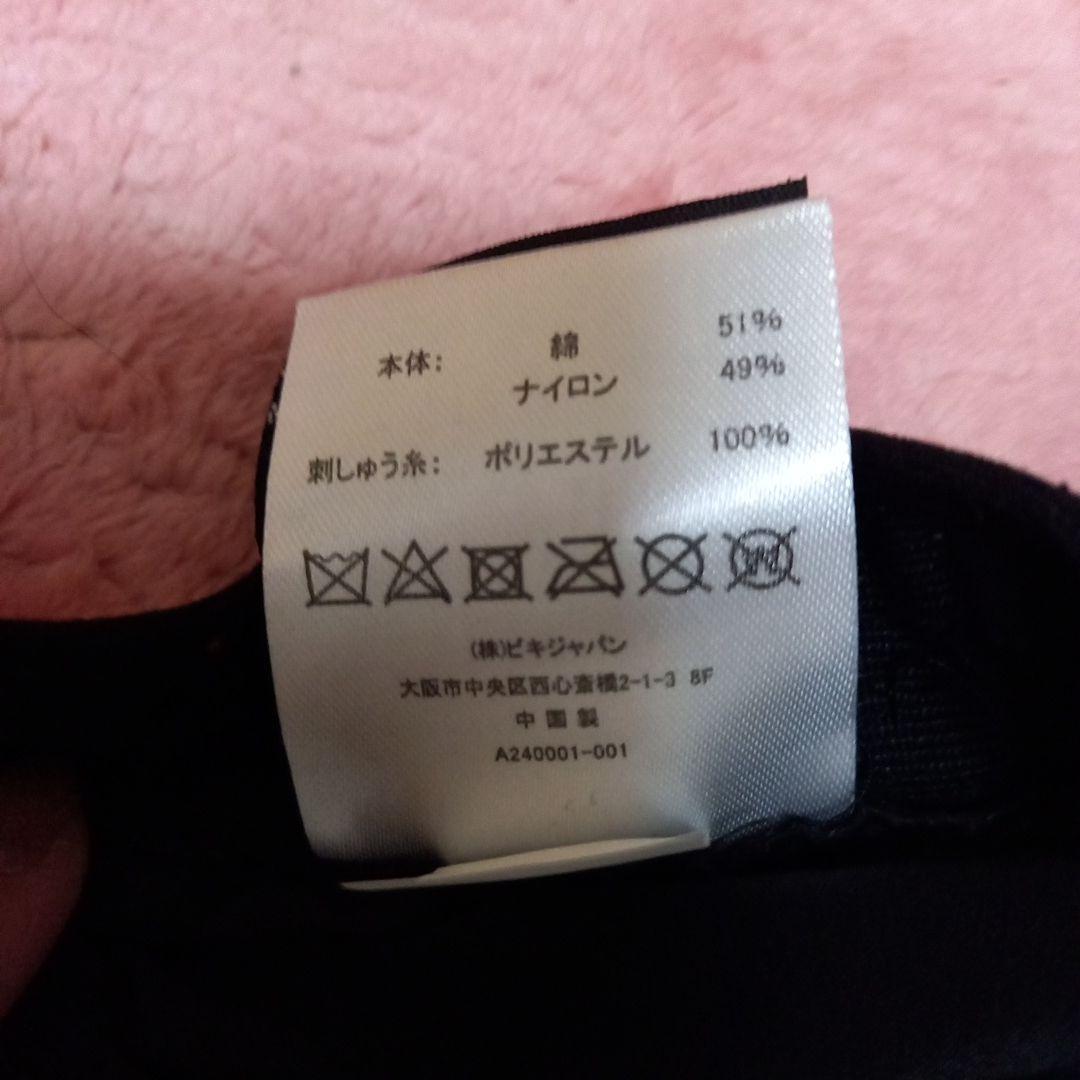 本体: 綿 51%
ナイロン 49%
刺しゅう糸: ポリエステル 100%
W
(株)ビキジャパン
大阪市中央区西心斎橋2-1-3 8F
中国製
A240001-001